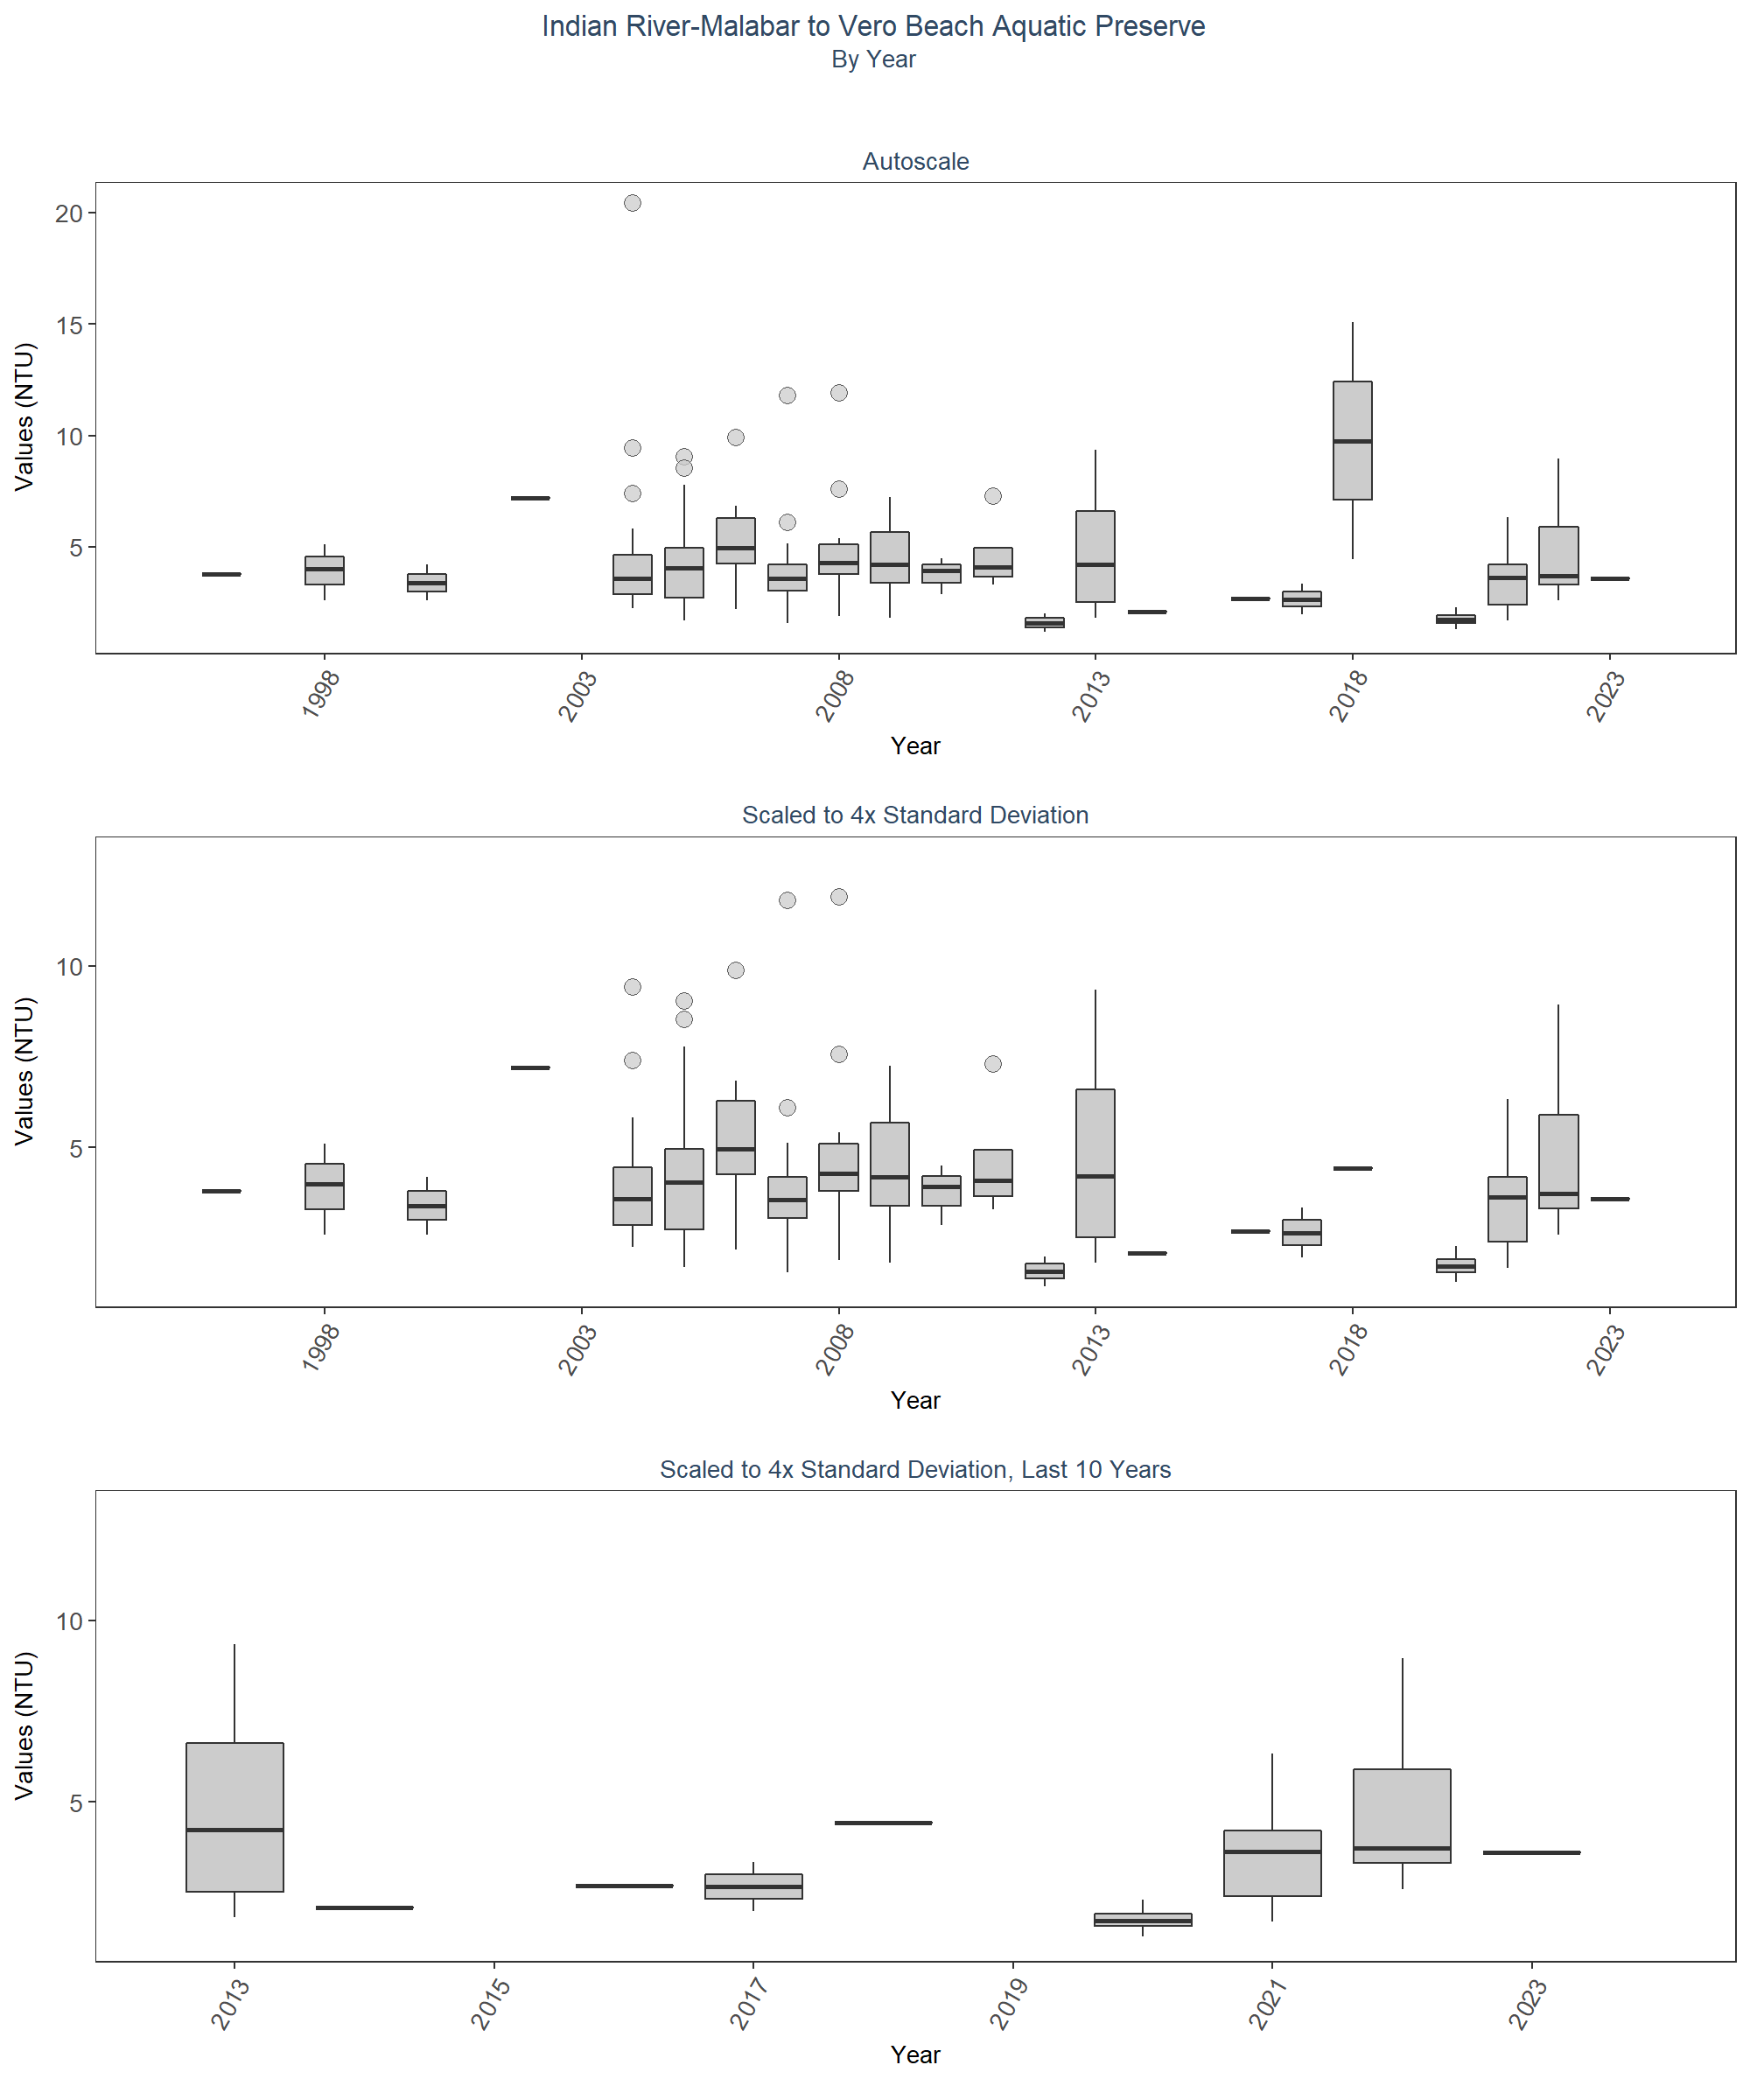 Indian River-Malabar to Vero Beach Aquatic Preserve
By Year
Autoscale
Values (NTU)
20
15
10
5
1998
2003
2008
2013
2018
2023
Year
Scaled to 4x Standard Deviation
Values (NTU)
10
5
1998
2003
2008
2013
2018
2023
Year
Scaled to 4x Standard Deviation, Last 10 Years
Values (NTU)
10
5
2013
2015
2017
2019
2021
2023
Year